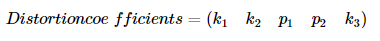 Distortioncoe fficients = (k₁ k₂ p₁ p₂ k₃)